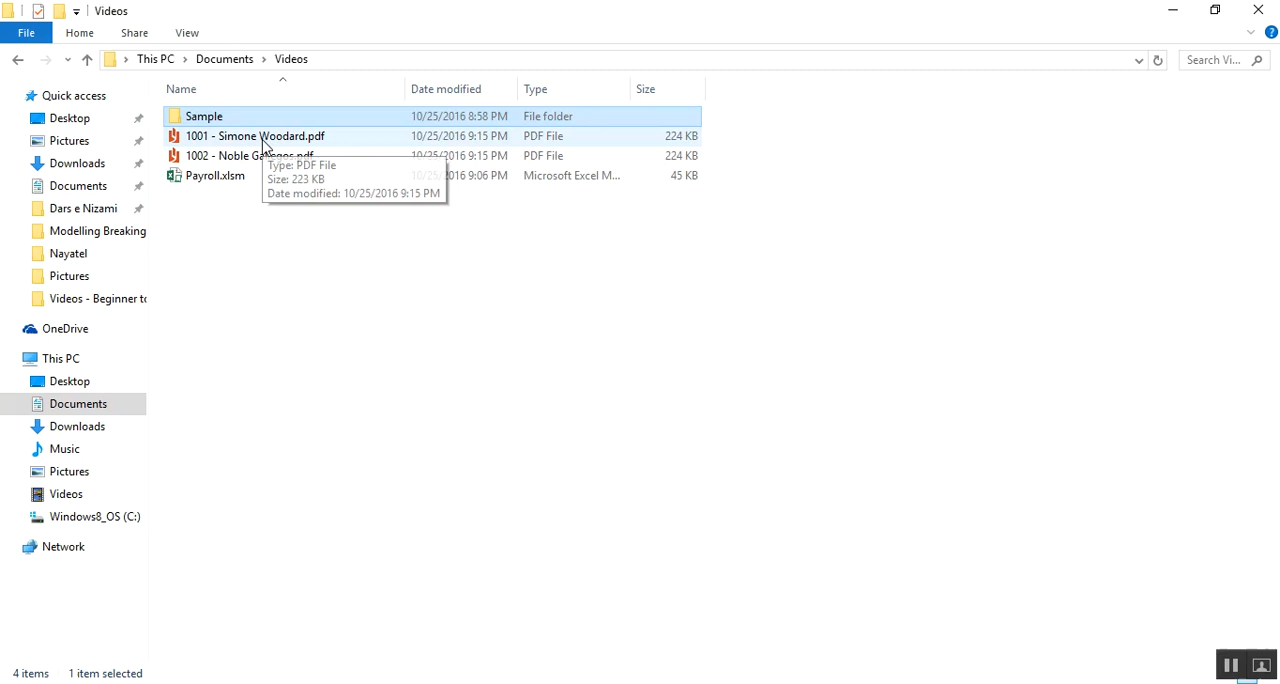 Videos
File Home Share View
This PC > Documents > Videos Search Vi...
Name Date modified Type Size
Quick access
Desktop
Pictures
Downloads
Documents
Dars e Nizami
Modelling Breaking
Nayatel
Pictures
Videos - Beginner to
OneDrive
This PC
Desktop
Documents
Downloads
Music
Pictures
Videos
Windows8_OS (C:)
Network
Sample 10/25/2016 8:58 PM File folder
1001 - Simone Woodard.pdf 10/25/2016 9:15 PM PDF File 224 KB
1002 - Noble 10/25/2016 9:15 PM PDF File 224 KB
Payroll.xlsm 10/25/2016 9:06 PM Microsoft Excel M... 45 KB
Type: PDF File
Size: 223 KB
Date modified: 10/25/2016 9:15 PM
4 items 1 item selected